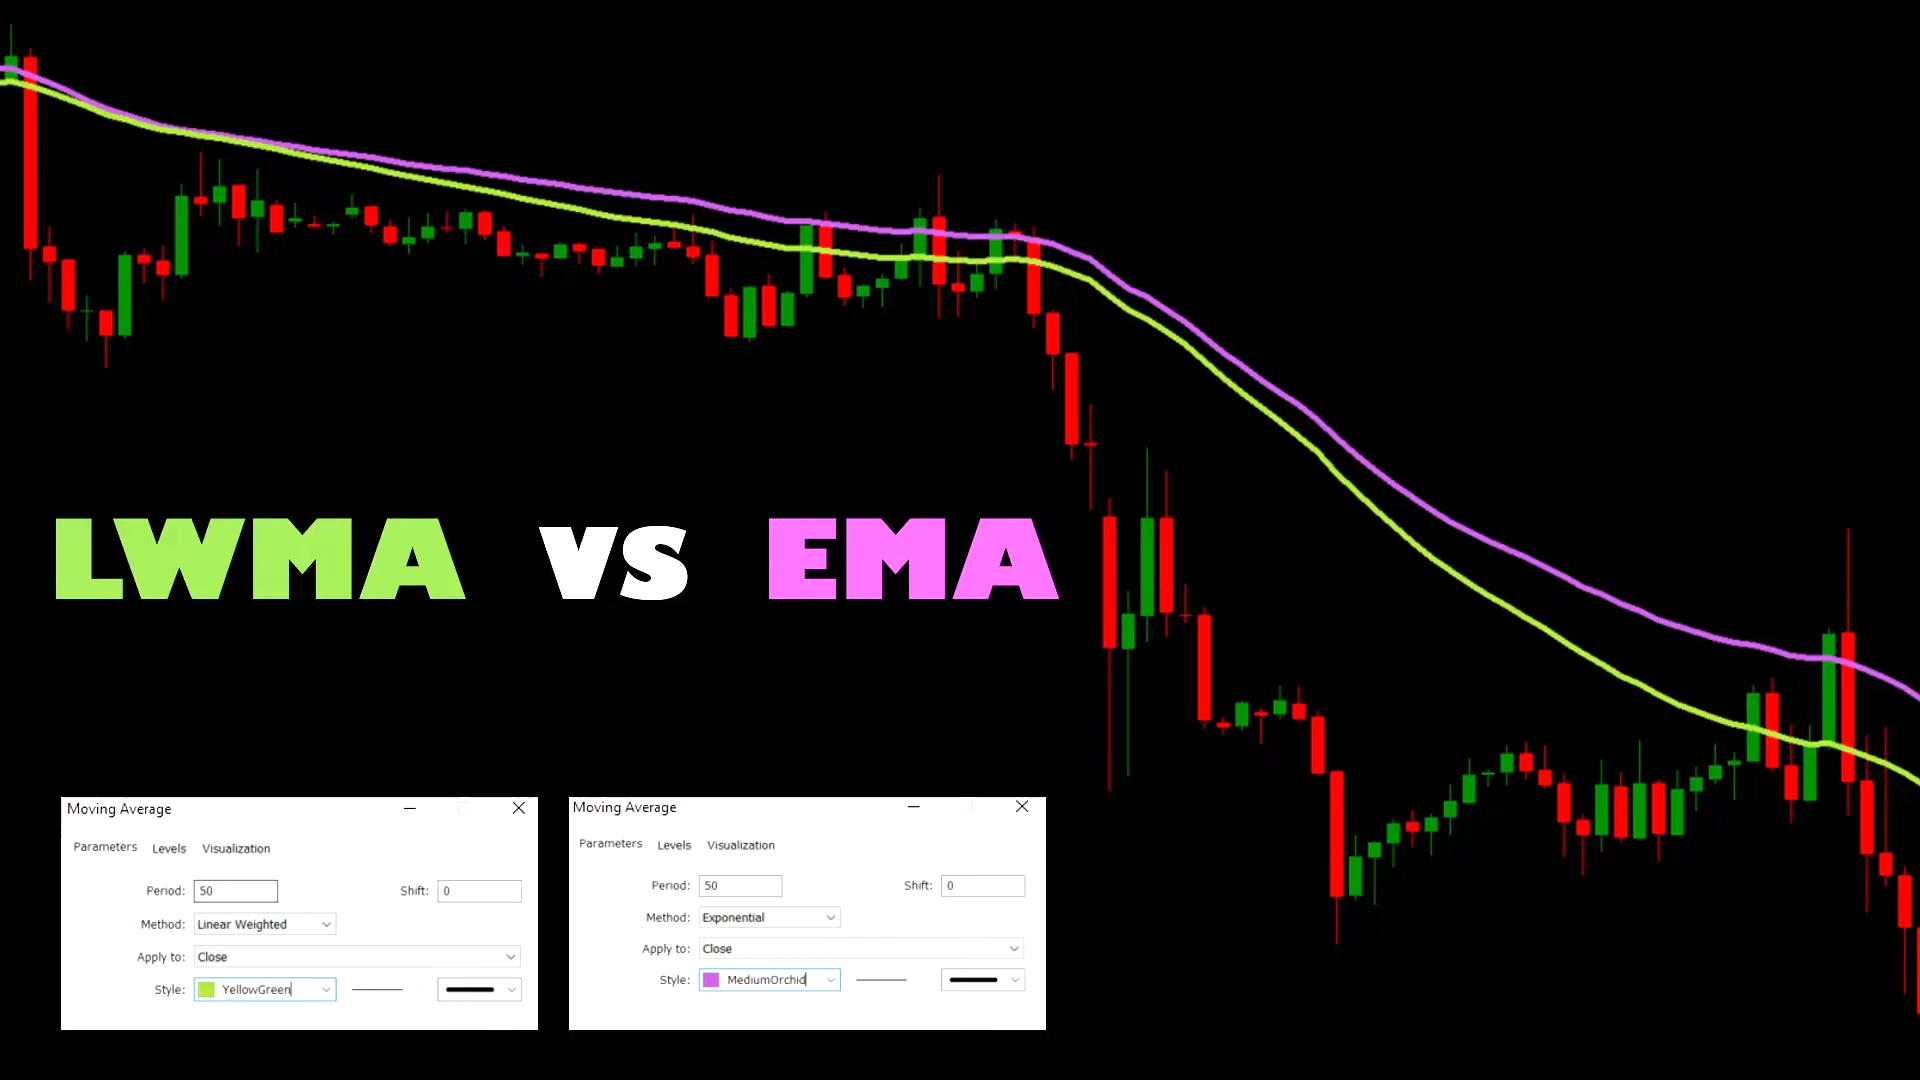 LWMA vs EMA
Moving Average
Parameters Levels Visualization
Period: 50 Shift: 0
Method: Linear Weighted
Apply to: Close
Style: YellowGreen
Moving Average
Parameters Levels Visualization
Period: 50 Shift: 0
Method: Exponential
Apply to: Close
Style: MediumOrchid